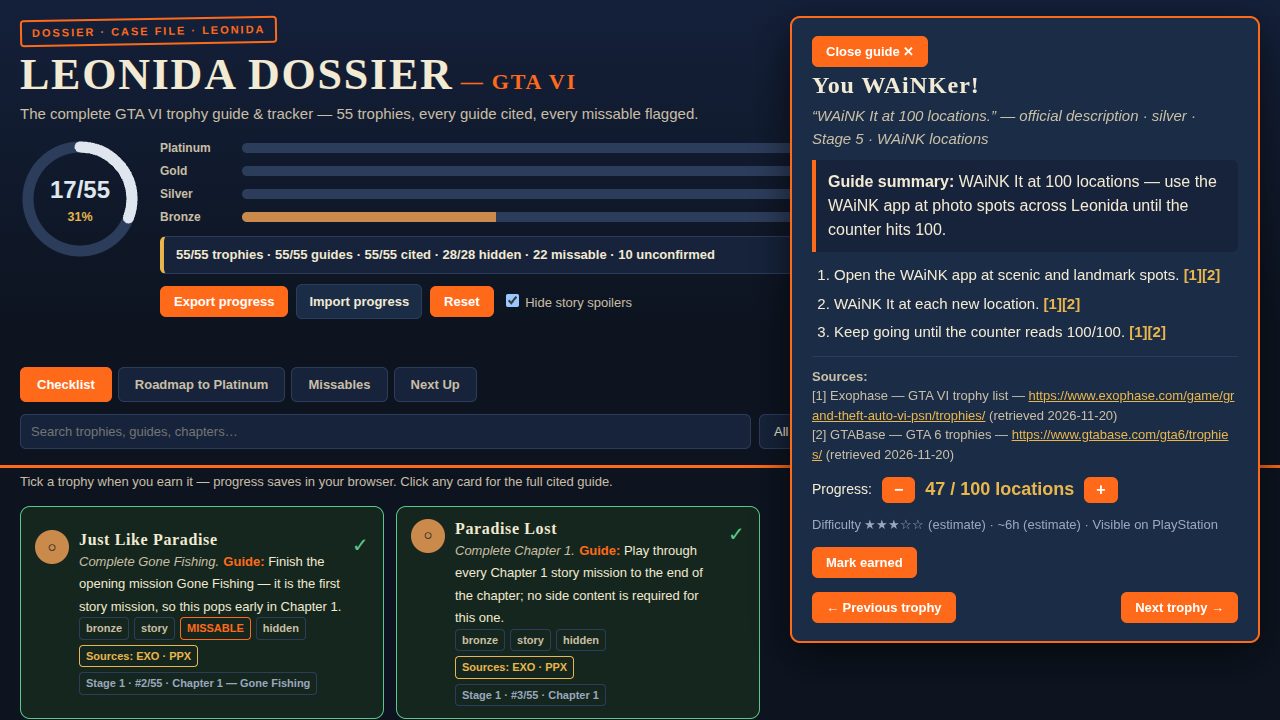 DOSSIER · CASE FILE · LEONIDA
LEONIDA DOSSIER — GTA VI
The complete GTA VI trophy guide & tracker — 55 trophies, every guide cited, every missable flagged.
17/55
31%
Platinum
Gold
Silver
Bronze
55/55 trophies · 55/55 guides · 55/55 cited · 28/28 hidden · 22 missable · 10 unconfirmed
Export progress
Import progress
Reset
Hide story spoilers
Checklist
Roadmap to Platinum
Missables
Next Up
Search trophies, guides, chapters…
All
Tick a trophy when you earn it — progress saves in your browser. Click any card for the full cited guide.
○
Just Like Paradise
Complete Gone Fishing. Guide: Finish the
opening mission Gone Fishing — it is the first
story mission, so this pops early in Chapter 1.
bronze
story
MISSABLE
hidden
Sources: EXO · PPX
Stage 1 · #2/55 · Chapter 1 — Gone Fishing
✓
○
Paradise Lost
Complete Chapter 1. Guide: Play through
every Chapter 1 story mission to the end of
the chapter; no side content is required for
this one.
bronze
story
hidden
Sources: EXO · PPX
Stage 1 · #3/55 · Chapter 1
✓
Close guide ✕
You WAiNKer!
“WAiNK It at 100 locations.” — official description · silver ·
Stage 5 · WAiNK locations
Guide summary: WAiNK It at 100 locations — use the
WAiNK app at photo spots across Leonida until the
counter hits 100.
1. Open the WAiNK app at scenic and landmark spots. [1][2]
2. WAiNK It at each new location. [1][2]
3. Keep going until the counter reads 100/100. [1][2]
Sources:
[1] Exophase — GTA VI trophy list — https://www.exophase.com/game/gr
and-theft-auto-vi-psn/trophies/ (retrieved 2026-11-20)
[2] GTABase — GTA 6 trophies — https://www.gtabase.com/gta6/trophie
s/ (retrieved 2026-11-20)
Progress: − 47 / 100 locations +
Difficulty ★★★☆☆ (estimate) · ~6h (estimate) · Visible on PlayStation
Mark earned
← Previous trophy
Next trophy →